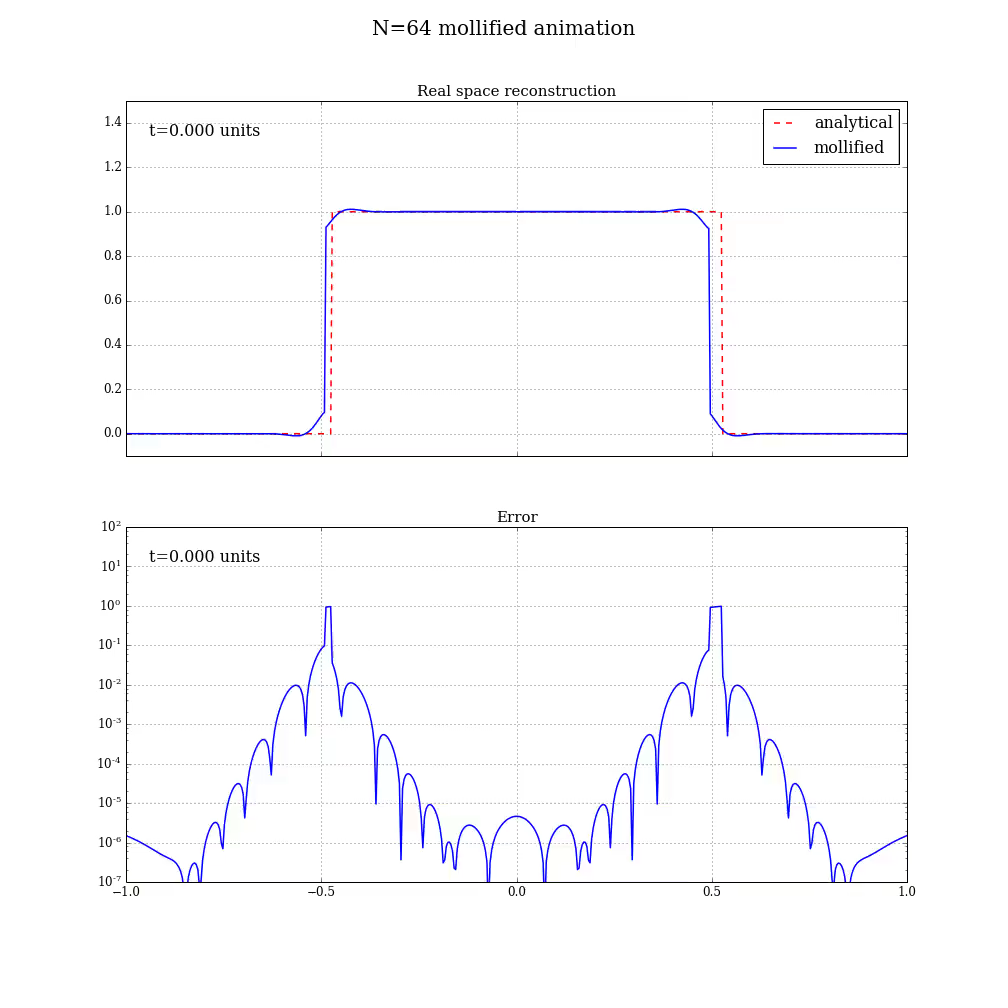 N=64 mollified animation
Real space reconstruction
t=0.000 units
analytical
mollified
1.4
1.2
1.0
0.8
0.6
0.4
0.2
0.0
Error
t=0.000 units
10²
10¹
10⁰
10⁻¹
10⁻²
10⁻³
10⁻⁴
10⁻⁵
10⁻⁶
10⁻⁷
−1.0 −0.5 0.0 0.5 1.0